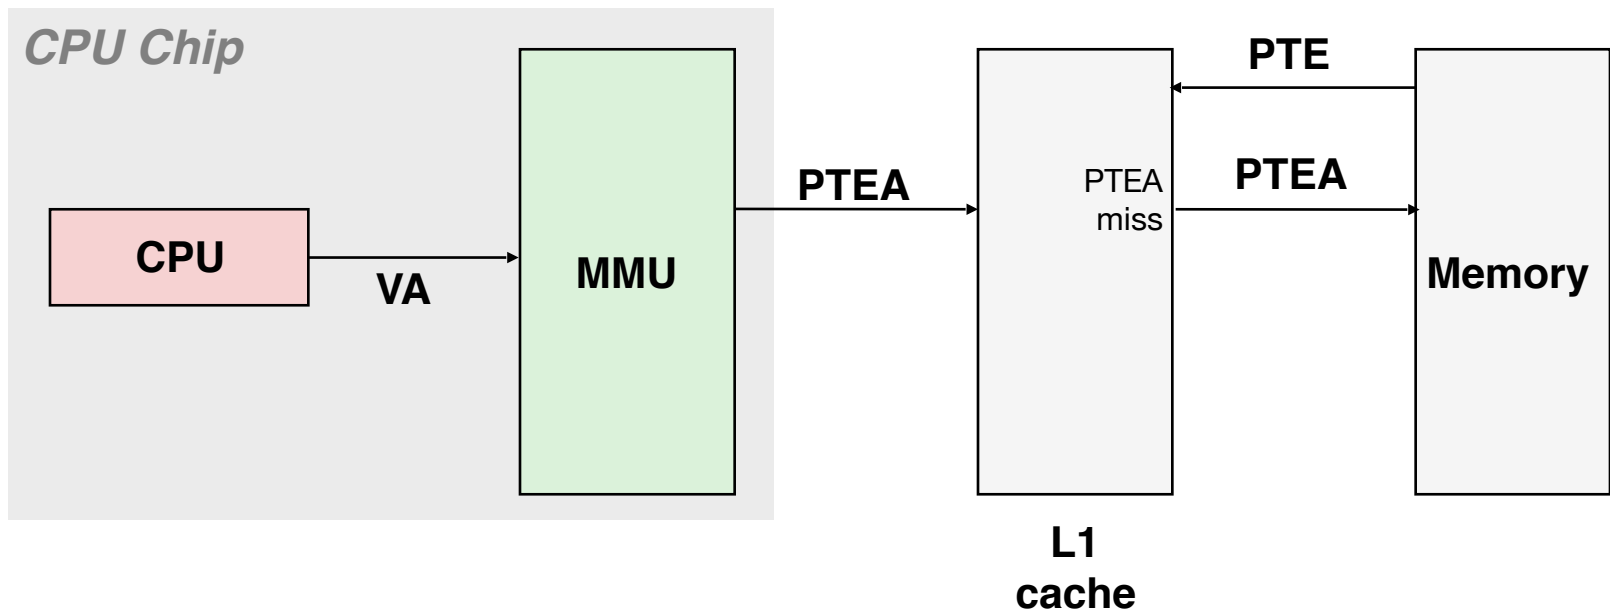 CPU Chip
PTE
PTEA
PTEA
PTEA
miss
CPU
VA
MMU
Memory
L1
cache